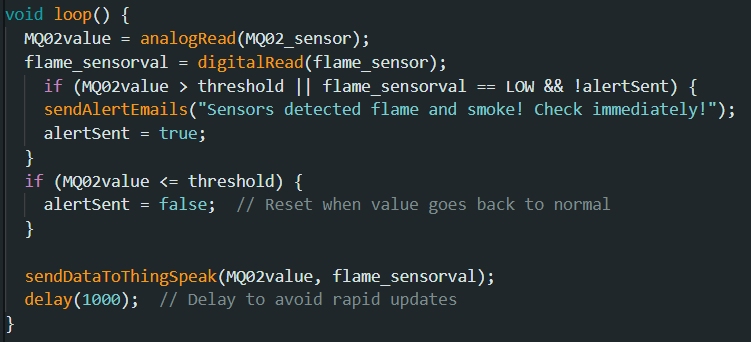 void loop() {
  MQ02value = analogRead(MQ02_sensor);
  flame_sensorval = digitalRead(flame_sensor);
    if (MQ02value > threshold || flame_sensorval == LOW && !alertSent) {
    sendAlertEmails("Sensors detected flame and smoke! Check immediately!");
    alertSent = true;
  }
  if (MQ02value <= threshold) {
    alertSent = false;  // Reset when value goes back to normal
  }

  sendDataToThingSpeak(MQ02value, flame_sensorval);
  delay(1000);  // Delay to avoid rapid updates
}